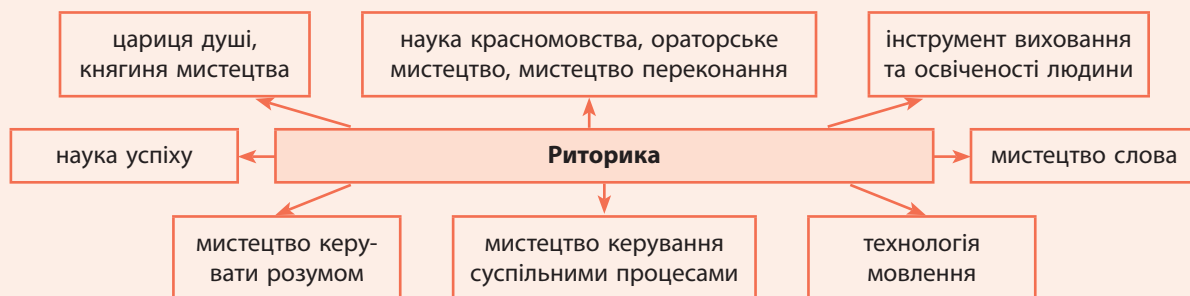 цариця душі,
княгиня мистецтва
наука красномовства, ораторське
мистецтво, мистецтво переконання
інструмент виховання
та освіченості людини
наука успіху
Риторика
мистецтво слова
мистецтво керу-
вати розумом
мистецтво керування
суспільними процесами
технологія
мовлення